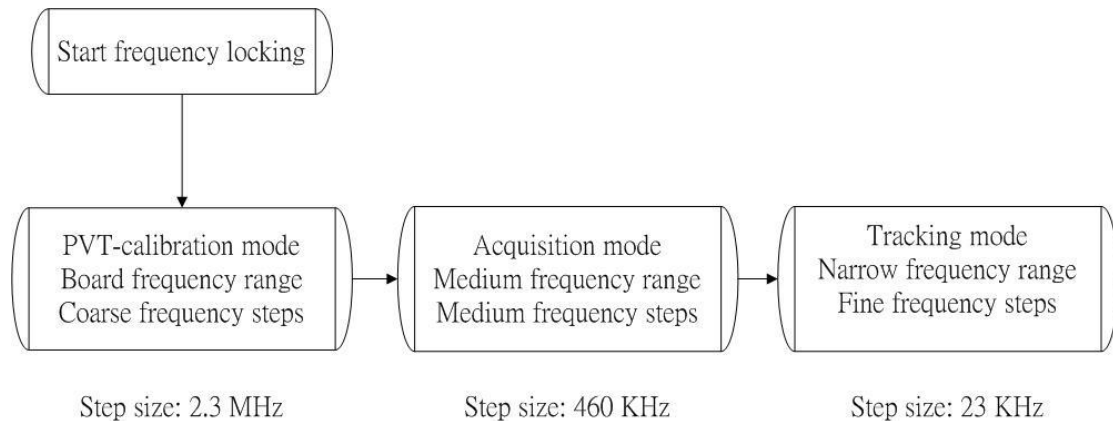 Start frequency locking
PVT-calibration mode
Board frequency range
Coarse frequency steps
Acquisition mode
Medium frequency range
Medium frequency steps
Tracking mode
Narrow frequency range
Fine frequency steps
Step size: 2.3 MHz
Step size: 460 KHz
Step size: 23 KHz